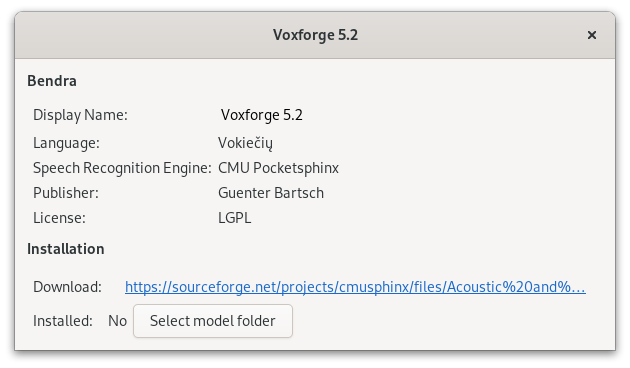 Voxforge 5.2
Bendra
Display Name: Voxforge 5.2
Language: Vokiečių
Speech Recognition Engine: CMU Pocketsphinx
Publisher: Guenter Bartsch
License: LGPL
Installation
Download: https://sourceforge.net/projects/cmusphinx/files/Acoustic%20and%…
Installed: No Select model folder